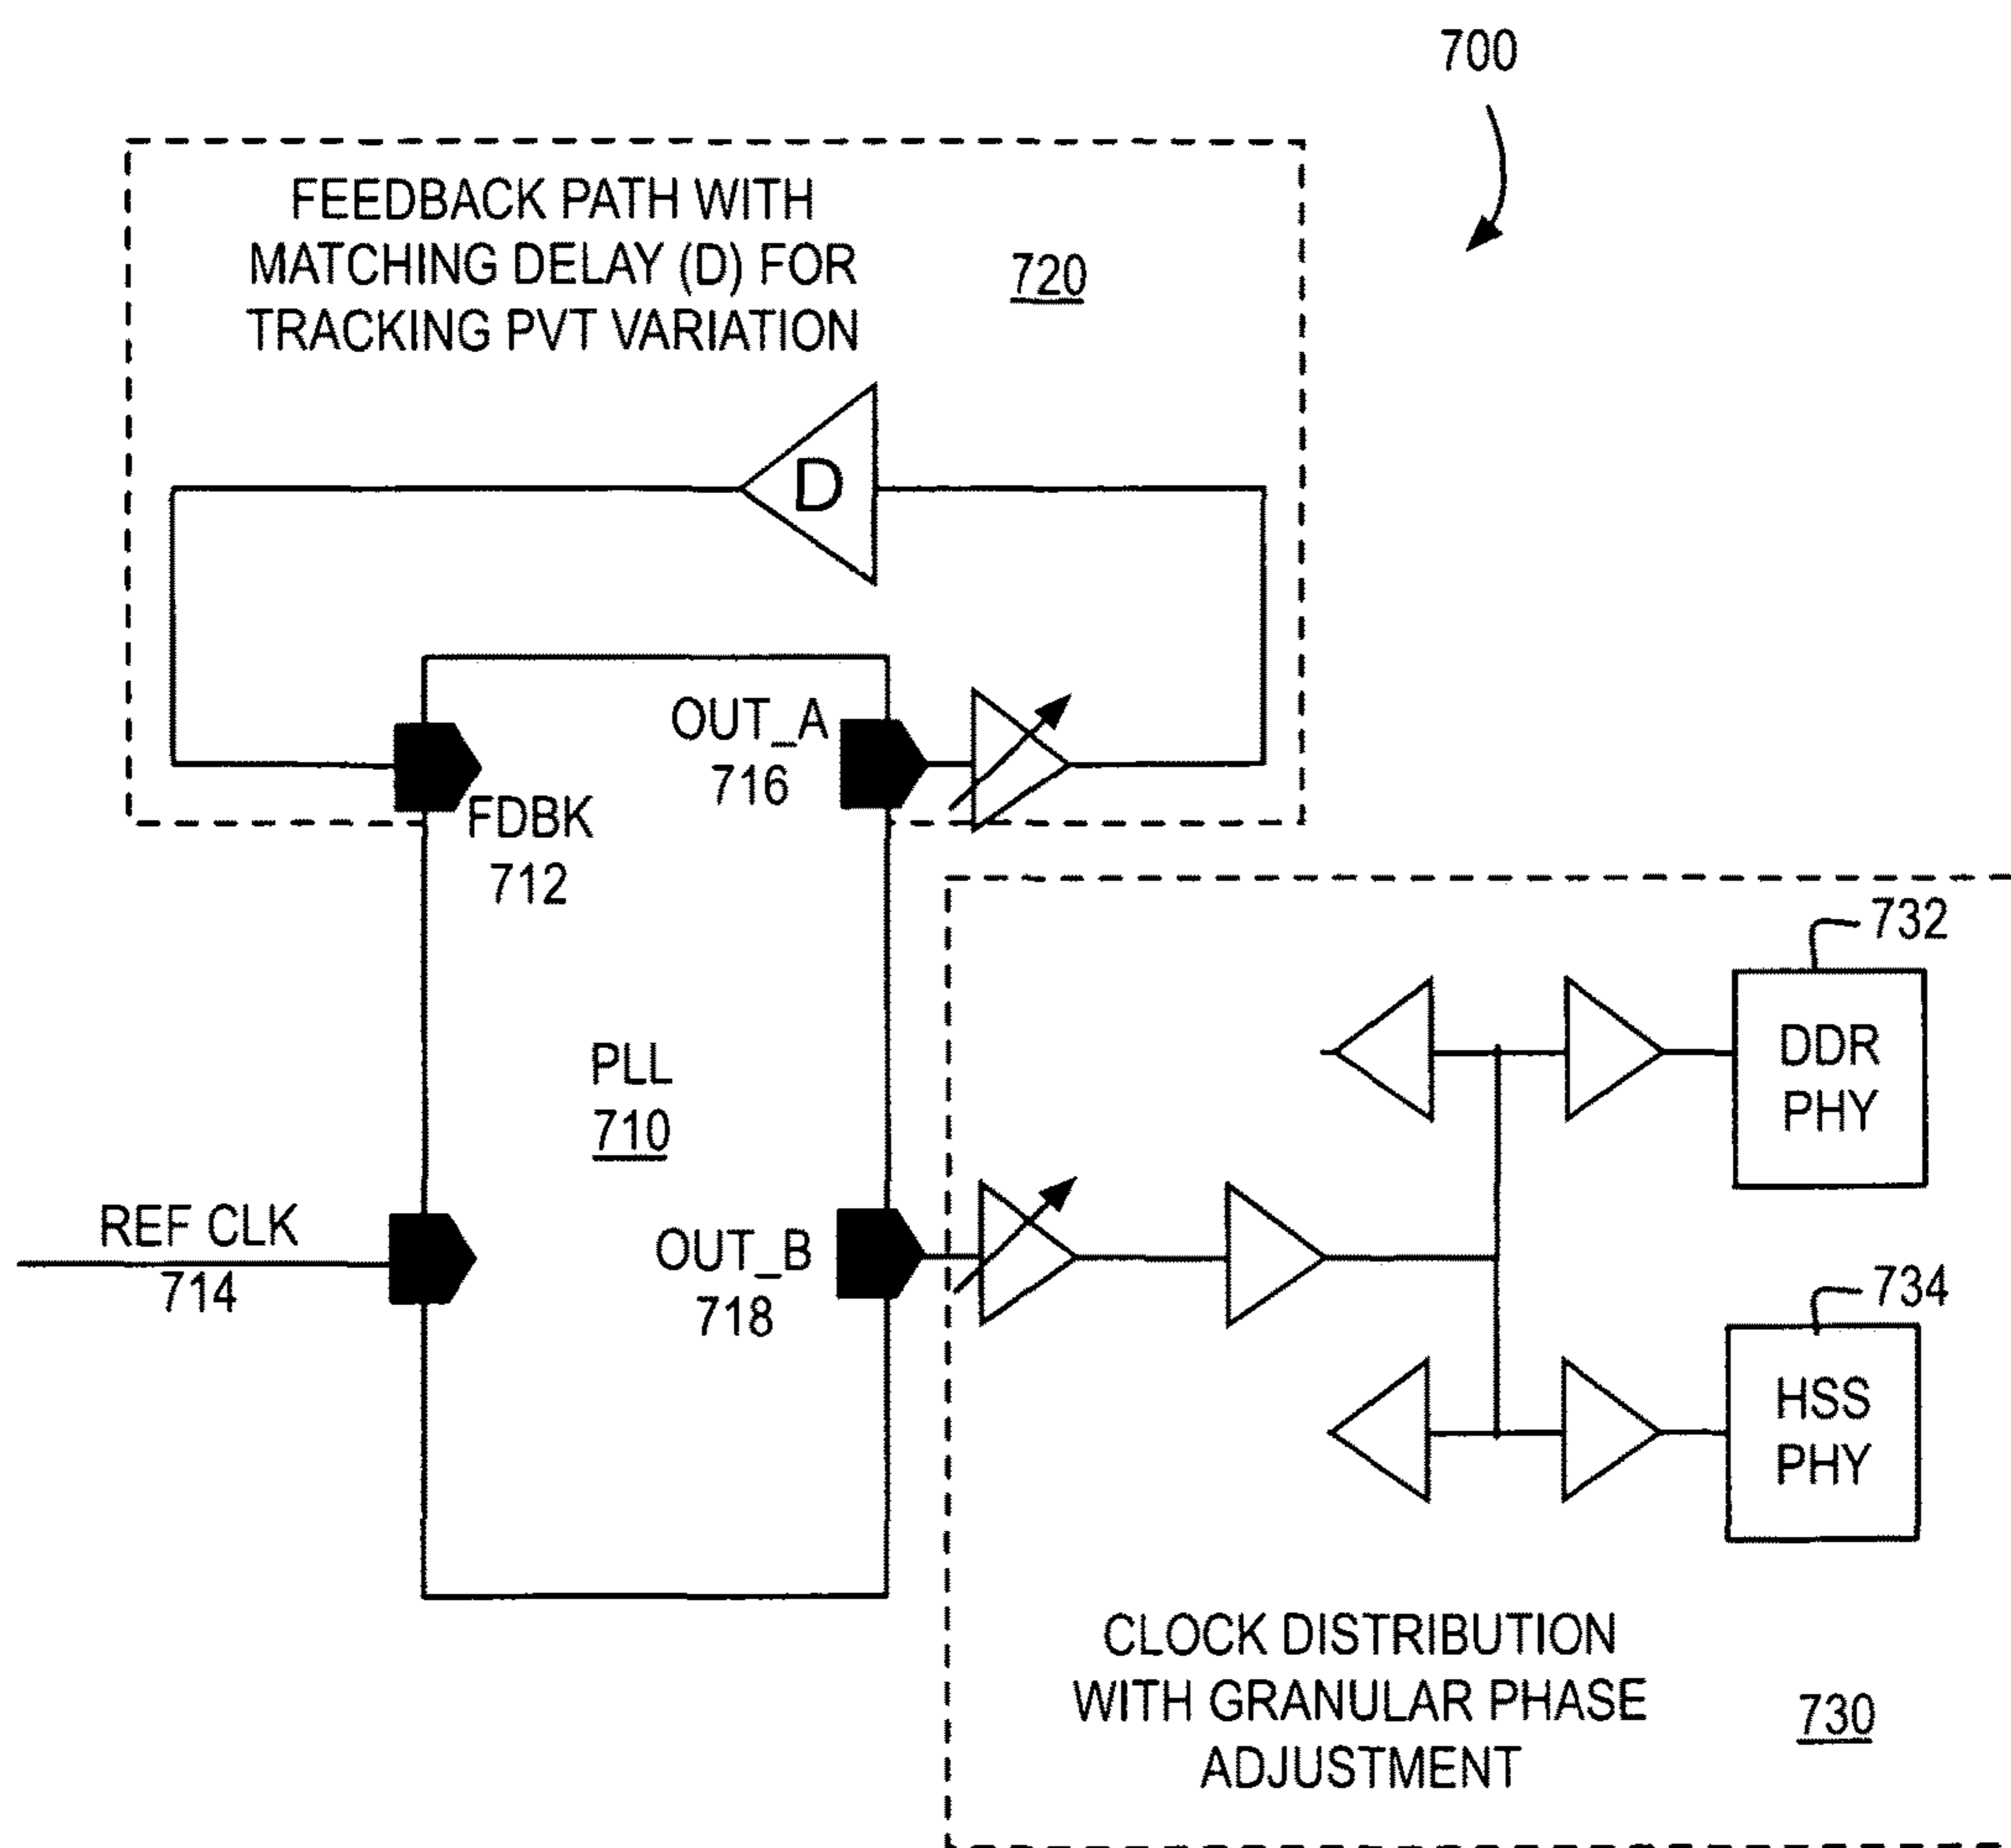 700
FEEDBACK PATH WITH
MATCHING DELAY (D) FOR
TRACKING PVT VARIATION
720
D
OUT_A
716
FDBK
712
732
DDR
PHY
PLL
710
REF CLK
714
OUT_B
718
734
HSS
PHY
CLOCK DISTRIBUTION
WITH GRANULAR PHASE
ADJUSTMENT
730